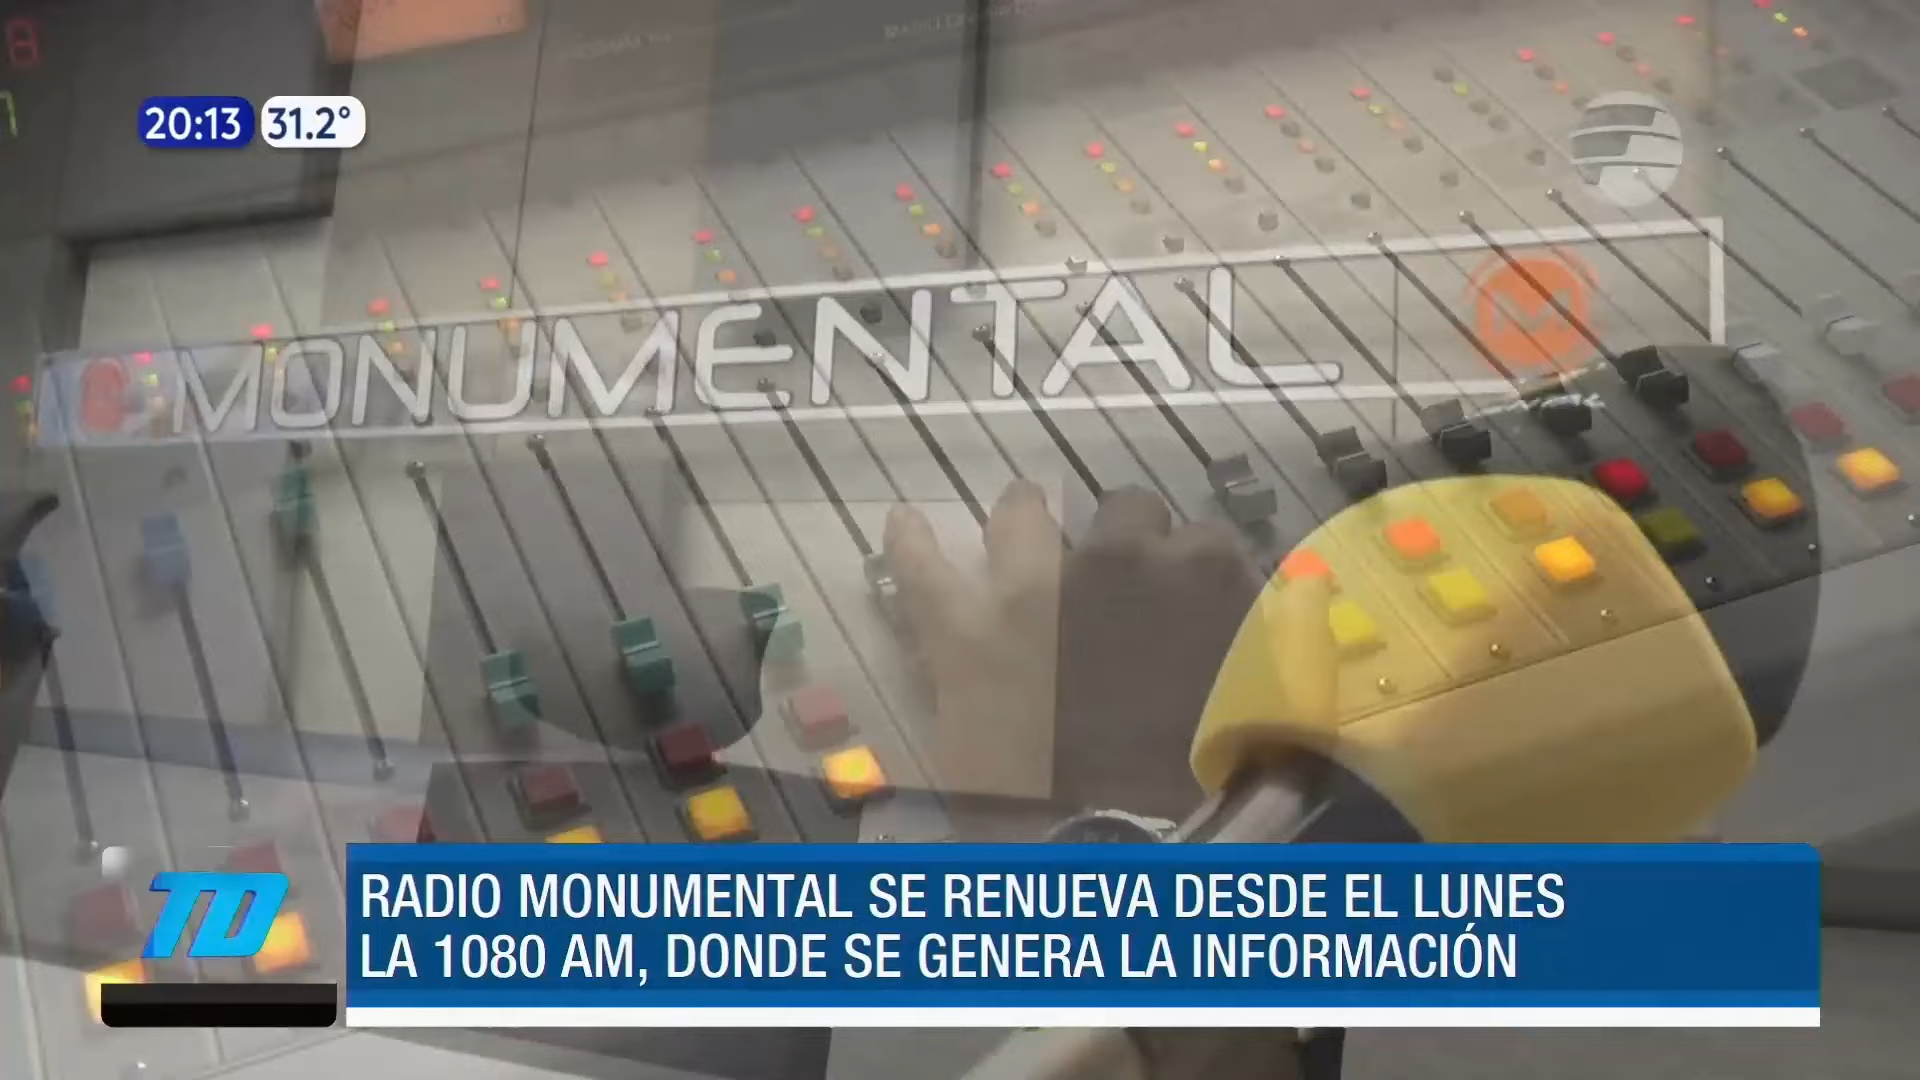 20:13 31.2°
MONUMENTAL
TD
RADIO MONUMENTAL SE RENUEVA DESDE EL LUNES
LA 1080 AM, DONDE SE GENERA LA INFORMACIÓN